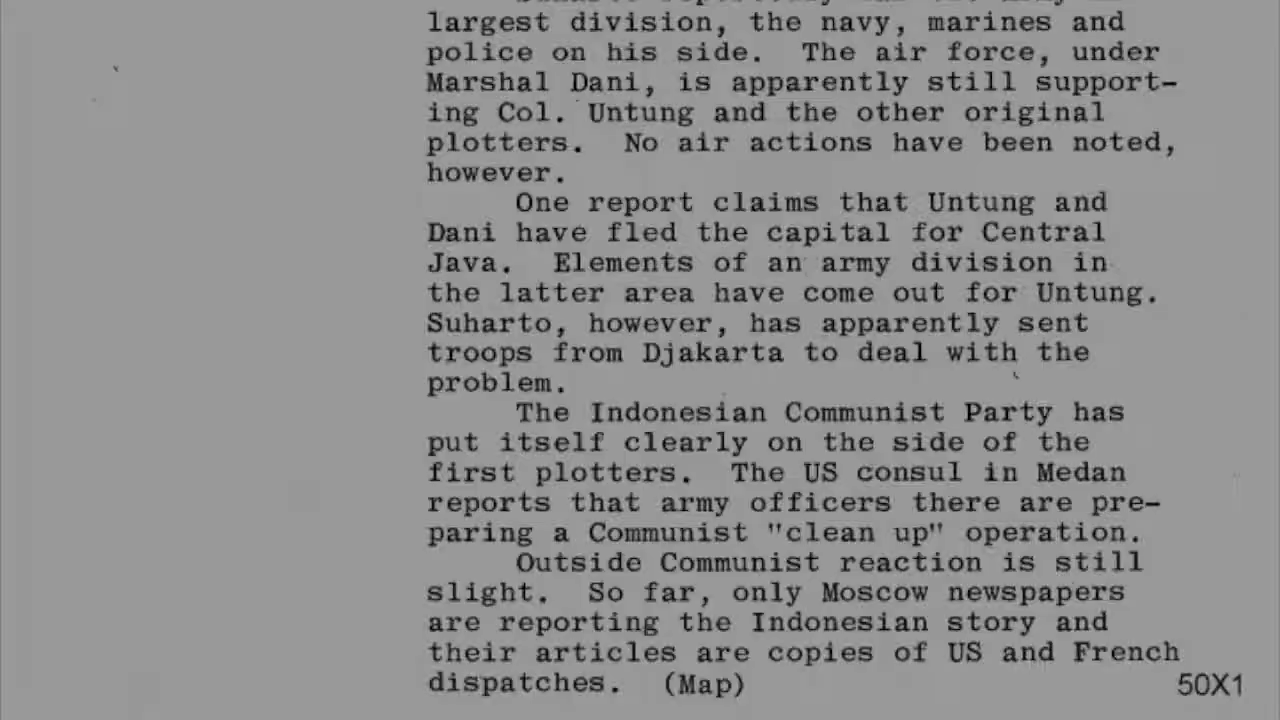 largest division, the navy, marines and
police on his side. The air force, under
Marshal Dani, is apparently still support-
ing Col. Untung and the other original
plotters. No air actions have been noted,
however.
One report claims that Untung and
Dani have fled the capital for Central
Java. Elements of an army division in
the latter area have come out for Untung.
Suharto, however, has apparently sent
troops from Djakarta to deal with the
problem.
The Indonesian Communist Party has
put itself clearly on the side of the
first plotters. The US consul in Medan
reports that army officers there are pre-
paring a Communist "clean up" operation.
Outside Communist reaction is still
slight. So far, only Moscow newspapers
are reporting the Indonesian story and
their articles are copies of US and French
dispatches. (Map)
50X1